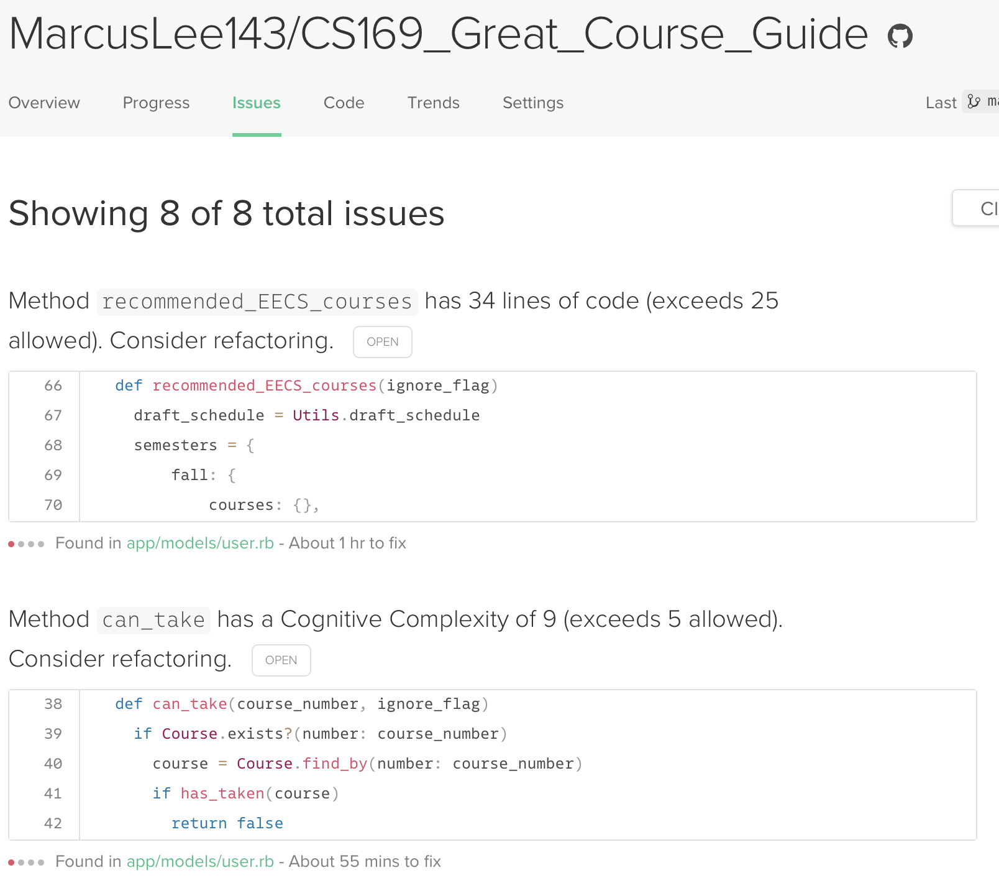 MarcusLee143/CS169_Great_Course_Guide
Overview Progress Issues Code Trends Settings Last
Showing 8 of 8 total issues
Method recommended_EECS_courses has 34 lines of code (exceeds 25
allowed). Consider refactoring. OPEN
66 def recommended_EECS_courses(ignore_flag)
67 draft_schedule = Utils.draft_schedule
68 semesters = {
69 fall: {
70 courses: {},
Found in app/models/user.rb - About 1 hr to fix
Method can_take has a Cognitive Complexity of 9 (exceeds 5 allowed).
Consider refactoring. OPEN
38 def can_take(course_number, ignore_flag)
39 if Course.exists?(number: course_number)
40 course = Course.find_by(number: course_number)
41 if has_taken(course)
42 return false
Found in app/models/user.rb - About 55 mins to fix